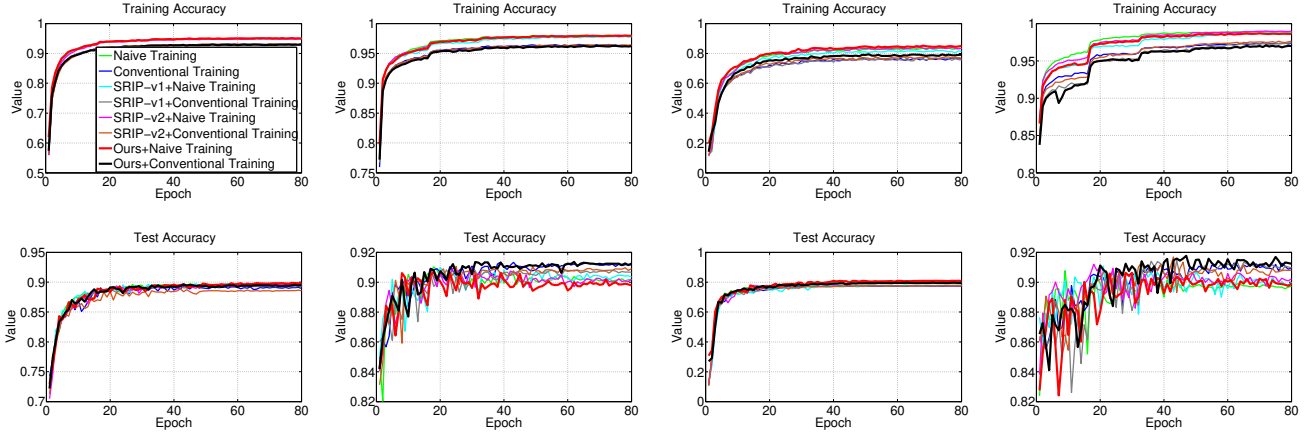 Training Accuracy
Value
1
0.9
0.8
0.7
0.6
0.5
0 20 40 60 80
Epoch
Naive Training
Conventional Training
SRIP-v1+Naive Training
SRIP-v1+Conventional Training
SRIP-v2+Naive Training
SRIP-v2+Conventional Training
Ours+Naive Training
Ours+Conventional Training
Training Accuracy
Value
1
0.95
0.9
0.85
0.8
0.75
0 20 40 60 80
Epoch
Training Accuracy
Value
1
0.8
0.6
0.4
0.2
0
0 20 40 60 80
Epoch
Training Accuracy
Value
1
0.95
0.9
0.85
0.8
0 20 40 60 80
Epoch
Test Accuracy
Value
0.95
0.9
0.85
0.8
0.75
0.7
0 20 40 60 80
Epoch
Test Accuracy
Value
0.92
0.9
0.88
0.86
0.84
0.82
0 20 40 60 80
Epoch
Test Accuracy
Value
1
0.8
0.6
0.4
0.2
0
0 20 40 60 80
Epoch
Test Accuracy
Value
0.92
0.9
0.88
0.86
0.84
0.82
0 20 40 60 80
Epoch